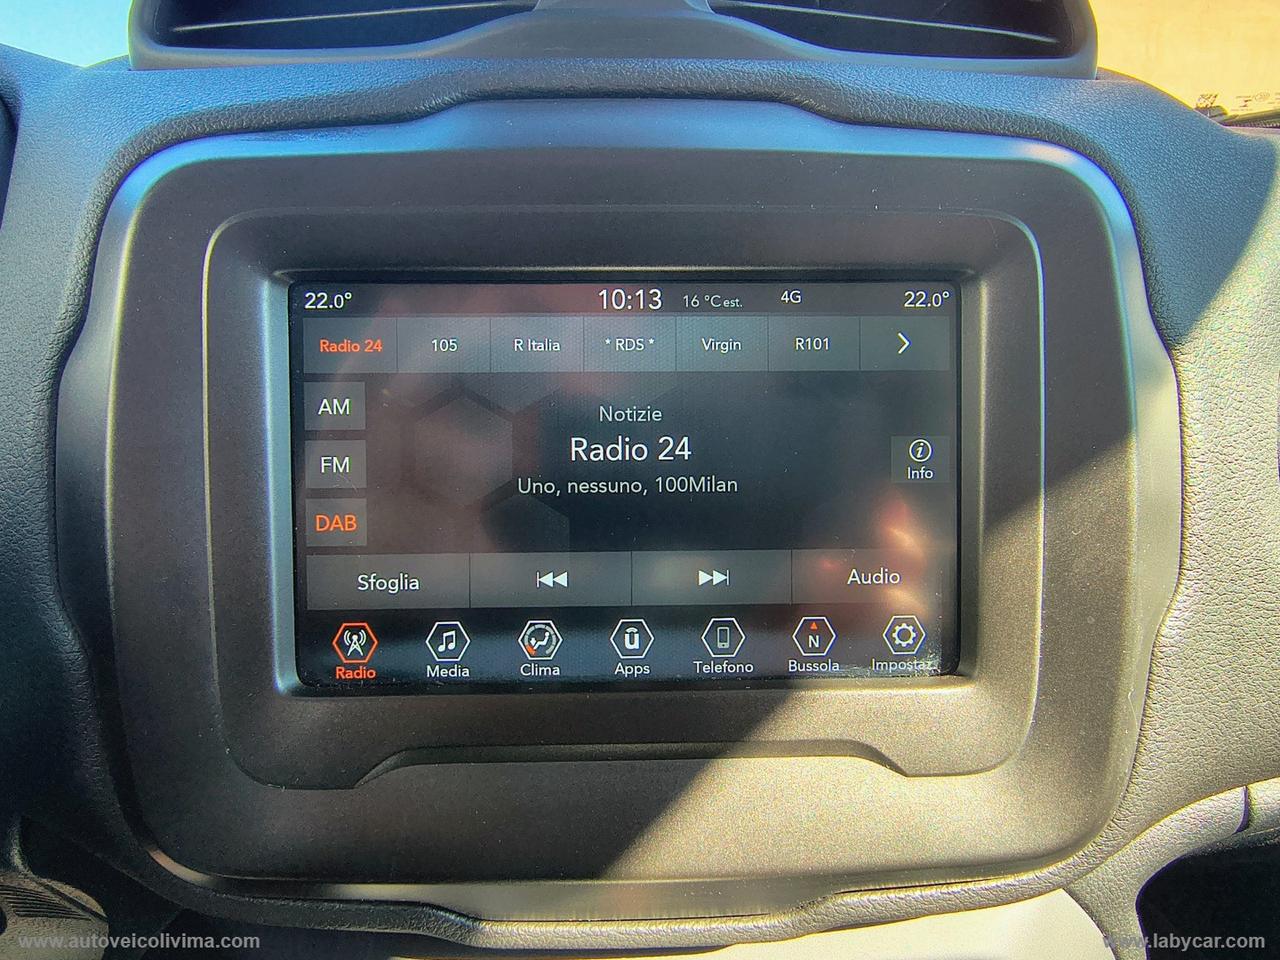 22.0° 10:13 16 °C est. 4G 22.0°
Radio 24 105 R Italia * RDS * Virgin R101
AM
Notizie
Radio 24
Uno, nessuno, 100Milan
FM
Info
DAB
Sfoglia Audio
Radio Media Clima Apps Telefono N Bussola Impostaz.
www.autoveicolivima.com
www.labycar.com